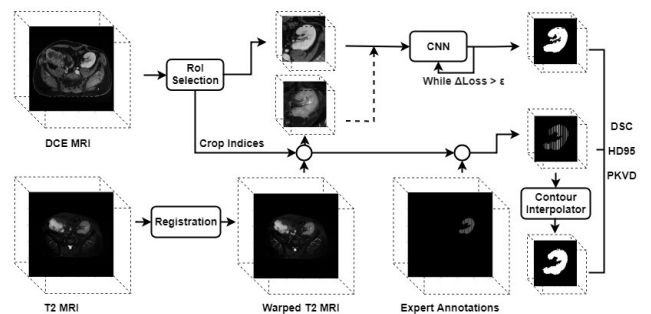 RoI
Selection
CNN
While ΔLoss > ε
DCE MRI
Crop Indices
DSC
HD95
PKVD
Registration
Contour
Interpolator
T2 MRI
Warped T2 MRI
Expert Annotations